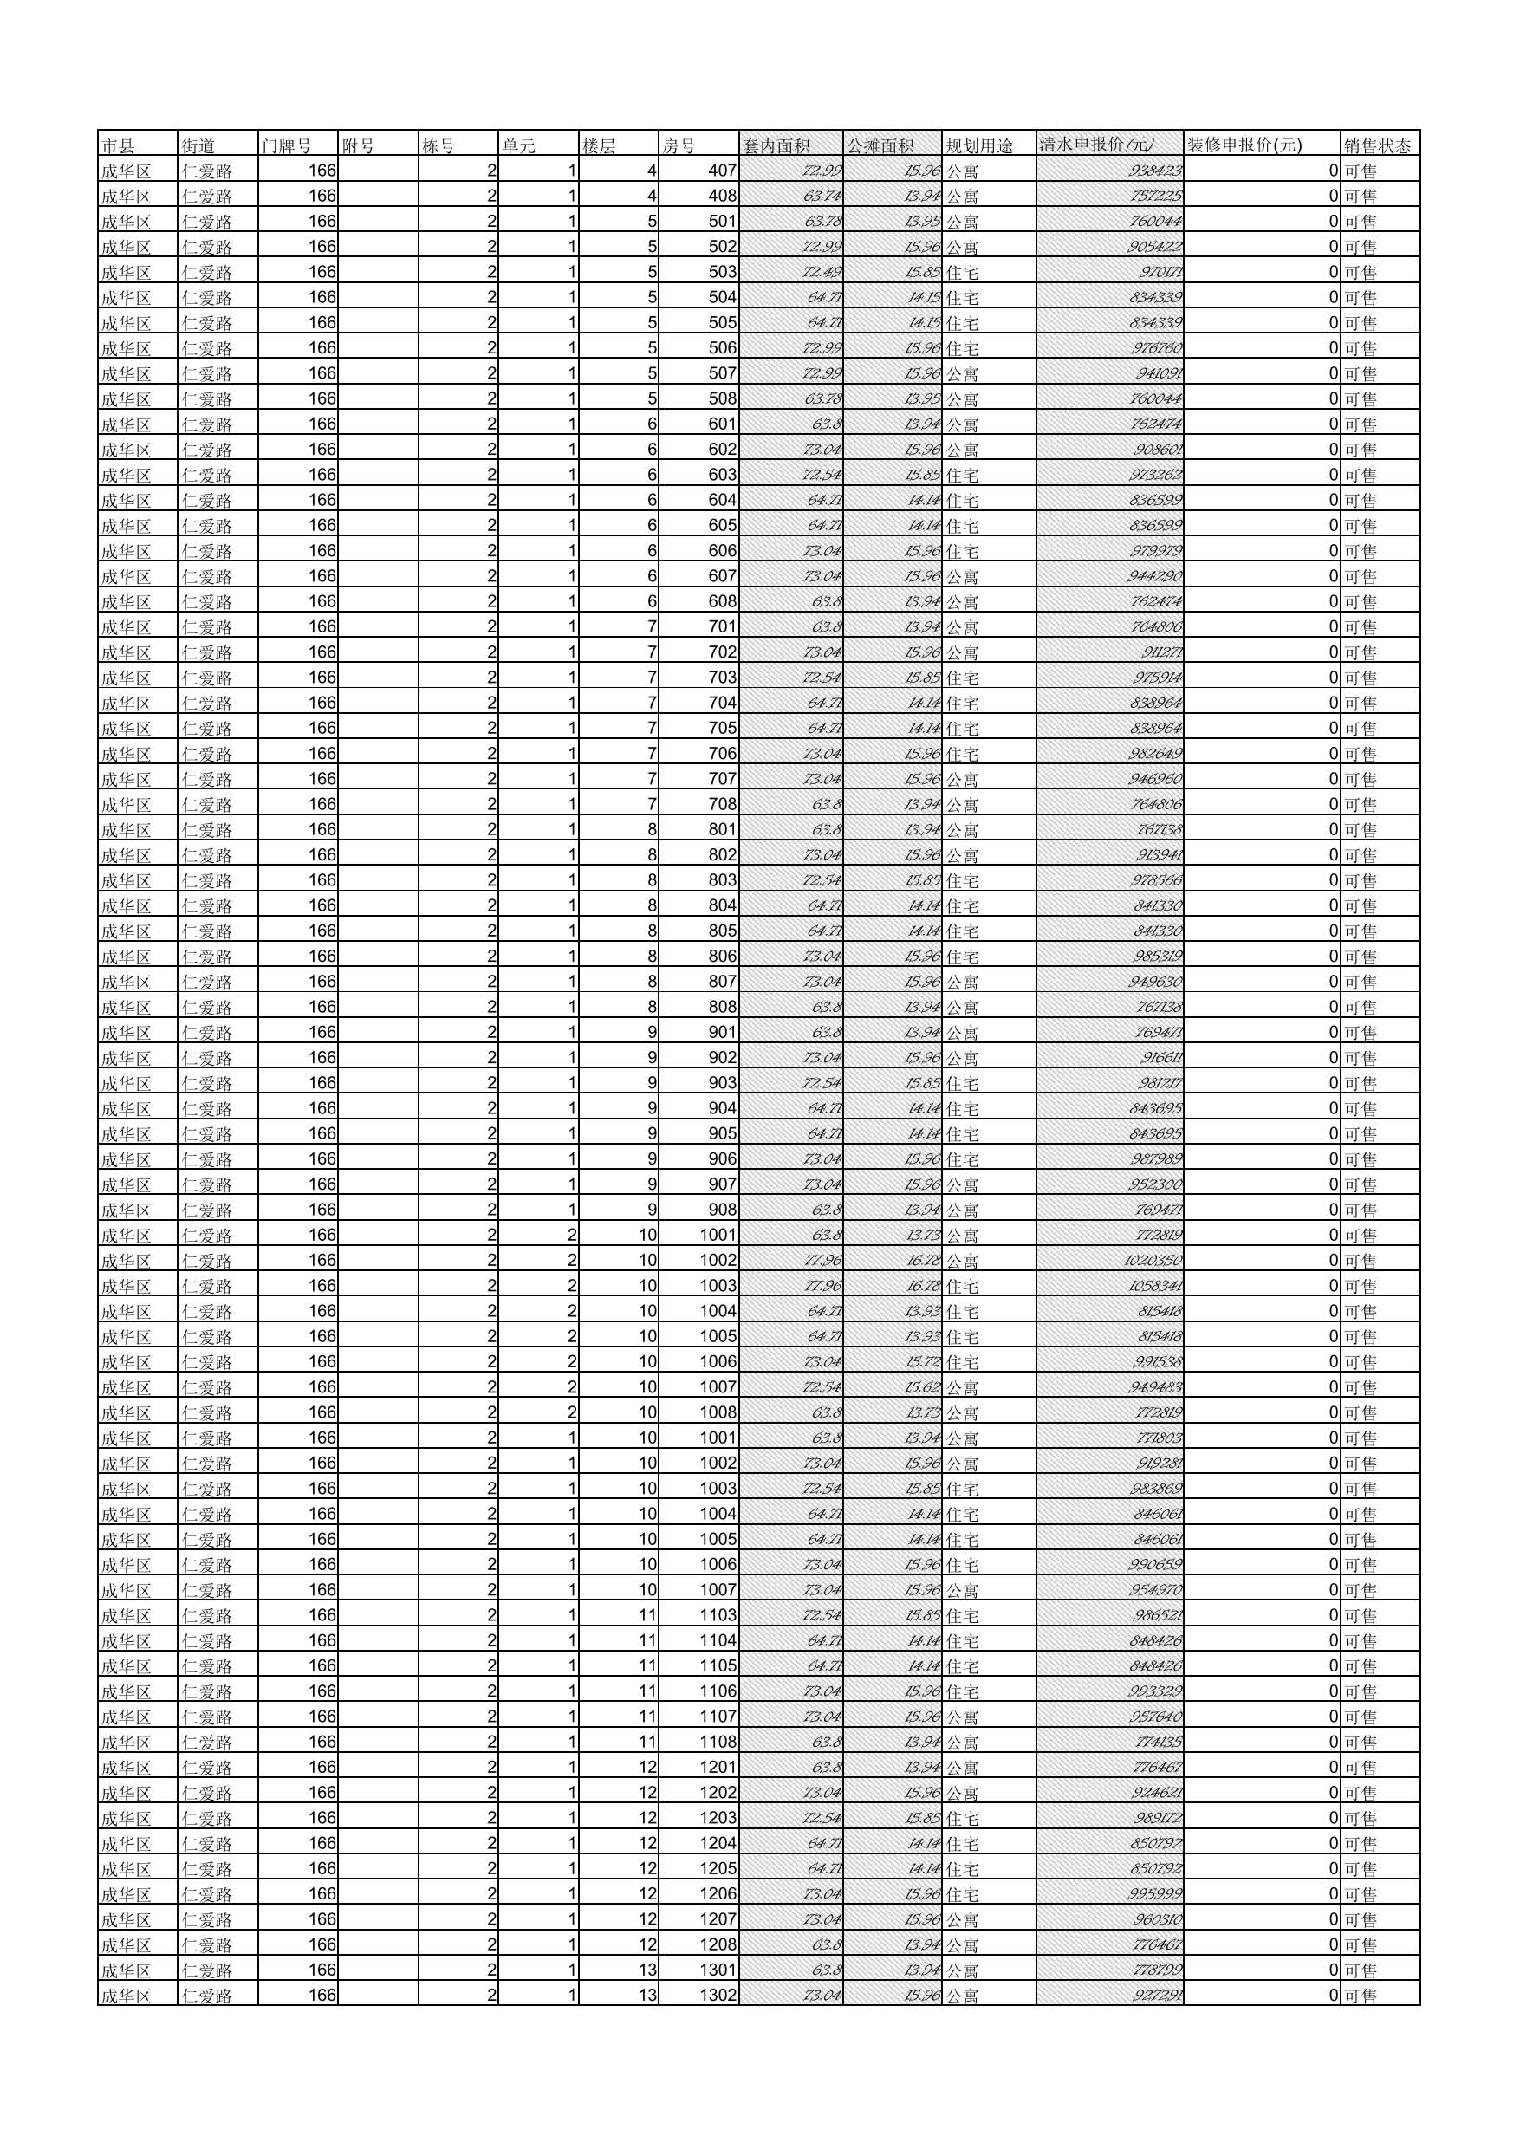 市县 街道 门牌号 附号 栋号 单元 楼层 房号 套内面积 公摊面积 规划用途 清水申报价(元) 装修申报价(元) 销售状态
成华区 仁爱路 166 2 1 4 407 72.99 15.96 公寓 938423 0 可售
成华区 仁爱路 166 2 1 4 408 63.74 13.94 公寓 757225 0 可售
成华区 仁爱路 166 2 1 5 501 63.78 13.95 公寓 760044 0 可售
成华区 仁爱路 166 2 1 5 502 72.99 15.96 公寓 905422 0 可售
成华区 仁爱路 166 2 1 5 503 72.49 15.85 住宅 970171 0 可售
成华区 仁爱路 166 2 1 5 504 64.71 14.15 住宅 834339 0 可售
成华区 仁爱路 166 2 1 5 505 64.71 14.15 住宅 834339 0 可售
成华区 仁爱路 166 2 1 5 506 72.99 15.96 住宅 976760 0 可售
成华区 仁爱路 166 2 1 5 507 72.99 15.96 公寓 941091 0 可售
成华区 仁爱路 166 2 1 5 508 63.78 13.95 公寓 760044 0 可售
成华区 仁爱路 166 2 1 6 601 63.8 13.94 公寓 762474 0 可售
成华区 仁爱路 166 2 1 6 602 73.04 15.96 公寓 908601 0 可售
成华区 仁爱路 166 2 1 6 603 72.54 15.85 住宅 973262 0 可售
成华区 仁爱路 166 2 1 6 604 64.71 14.14 住宅 836599 0 可售
成华区 仁爱路 166 2 1 6 605 64.71 14.14 住宅 836599 0 可售
成华区 仁爱路 166 2 1 6 606 73.04 15.96 住宅 979979 0 可售
成华区 仁爱路 166 2 1 6 607 73.04 15.96 公寓 944290 0 可售
成华区 仁爱路 166 2 1 6 608 63.8 13.94 公寓 762474 0 可售
成华区 仁爱路 166 2 1 7 701 63.8 13.94 公寓 764806 0 可售
成华区 仁爱路 166 2 1 7 702 73.04 15.96 公寓 911271 0 可售
成华区 仁爱路 166 2 1 7 703 72.54 15.85 住宅 975914 0 可售
成华区 仁爱路 166 2 1 7 704 64.71 14.14 住宅 838964 0 可售
成华区 仁爱路 166 2 1 7 705 64.71 14.14 住宅 838964 0 可售
成华区 仁爱路 166 2 1 7 706 73.04 15.96 住宅 982649 0 可售
成华区 仁爱路 166 2 1 7 707 73.04 15.96 公寓 946960 0 可售
成华区 仁爱路 166 2 1 7 708 63.8 13.94 公寓 764806 0 可售
成华区 仁爱路 166 2 1 8 801 63.8 13.94 公寓 767138 0 可售
成华区 仁爱路 166 2 1 8 802 73.04 15.96 公寓 913941 0 可售
成华区 仁爱路 166 2 1 8 803 72.54 15.85 住宅 978566 0 可售
成华区 仁爱路 166 2 1 8 804 64.71 14.14 住宅 841330 0 可售
成华区 仁爱路 166 2 1 8 805 64.71 14.14 住宅 841330 0 可售
成华区 仁爱路 166 2 1 8 806 73.04 15.96 住宅 985319 0 可售
成华区 仁爱路 166 2 1 8 807 73.04 15.96 公寓 949630 0 可售
成华区 仁爱路 166 2 1 8 808 63.8 13.94 公寓 767138 0 可售
成华区 仁爱路 166 2 1 9 901 63.8 13.94 公寓 769471 0 可售
成华区 仁爱路 166 2 1 9 902 73.04 15.96 公寓 916611 0 可售
成华区 仁爱路 166 2 1 9 903 72.54 15.85 住宅 981217 0 可售
成华区 仁爱路 166 2 1 9 904 64.71 14.14 住宅 843695 0 可售
成华区 仁爱路 166 2 1 9 905 64.71 14.14 住宅 843695 0 可售
成华区 仁爱路 166 2 1 9 906 73.04 15.96 住宅 987989 0 可售
成华区 仁爱路 166 2 1 9 907 73.04 15.96 公寓 952300 0 可售
成华区 仁爱路 166 2 1 9 908 63.8 13.94 公寓 769471 0 可售
成华区 仁爱路 166 2 2 10 1001 63.8 13.73 公寓 772819 0 可售
成华区 仁爱路 166 2 2 10 1002 77.96 16.78 公寓 1020350 0 可售
成华区 仁爱路 166 2 2 10 1003 77.96 16.78 住宅 1058341 0 可售
成华区 仁爱路 166 2 2 10 1004 64.71 13.93 住宅 815418 0 可售
成华区 仁爱路 166 2 2 10 1005 64.71 13.93 住宅 815418 0 可售
成华区 仁爱路 166 2 2 10 1006 73.04 15.72 住宅 991538 0 可售
成华区 仁爱路 166 2 2 10 1007 72.54 15.62 公寓 949483 0 可售
成华区 仁爱路 166 2 2 10 1008 63.8 13.73 公寓 772819 0 可售
成华区 仁爱路 166 2 1 10 1001 63.8 13.94 公寓 771803 0 可售
成华区 仁爱路 166 2 1 10 1002 73.04 15.96 公寓 919281 0 可售
成华区 仁爱路 166 2 1 10 1003 72.54 15.85 住宅 983869 0 可售
成华区 仁爱路 166 2 1 10 1004 64.71 14.14 住宅 846061 0 可售
成华区 仁爱路 166 2 1 10 1005 64.71 14.14 住宅 846061 0 可售
成华区 仁爱路 166 2 1 10 1006 73.04 15.96 住宅 990659 0 可售
成华区 仁爱路 166 2 1 10 1007 73.04 15.96 公寓 954970 0 可售
成华区 仁爱路 166 2 1 11 1103 72.54 15.85 住宅 986521 0 可售
成华区 仁爱路 166 2 1 11 1104 64.71 14.14 住宅 848426 0 可售
成华区 仁爱路 166 2 1 11 1105 64.71 14.14 住宅 848426 0 可售
成华区 仁爱路 166 2 1 11 1106 73.04 15.96 住宅 993329 0 可售
成华区 仁爱路 166 2 1 11 1107 73.04 15.96 公寓 957640 0 可售
成华区 仁爱路 166 2 1 11 1108 63.8 13.94 公寓 774135 0 可售
成华区 仁爱路 166 2 1 12 1201 63.8 13.94 公寓 776467 0 可售
成华区 仁爱路 166 2 1 12 1202 73.04 15.96 公寓 924621 0 可售
成华区 仁爱路 166 2 1 12 1203 72.54 15.85 住宅 989172 0 可售
成华区 仁爱路 166 2 1 12 1204 64.71 14.14 住宅 850792 0 可售
成华区 仁爱路 166 2 1 12 1205 64.71 14.14 住宅 850792 0 可售
成华区 仁爱路 166 2 1 12 1206 73.04 15.96 住宅 995999 0 可售
成华区 仁爱路 166 2 1 12 1207 73.04 15.96 公寓 960310 0 可售
成华区 仁爱路 166 2 1 12 1208 63.8 13.94 公寓 776467 0 可售
成华区 仁爱路 166 2 1 13 1301 63.8 13.94 公寓 778799 0 可售
成华区 仁爱路 166 2 1 13 1302 73.04 15.96 公寓 927291 0 可售